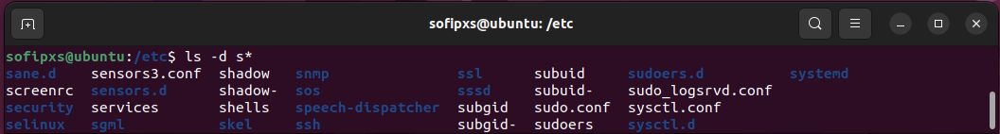 sofipxs@ubuntu: /etc
sofipxs@ubuntu:/etc$ ls -d s*
sane.d sensors3.conf shadow snmp ssl subuid sudoers.d systemd
screenrc sensors.d shadow- sos sssd subuid- sudo_logsrvd.conf
security services shells speech-dispatcher subgid sudo.conf sysctl.conf
selinux sgml skel ssh subgid- sudoers sysctl.d